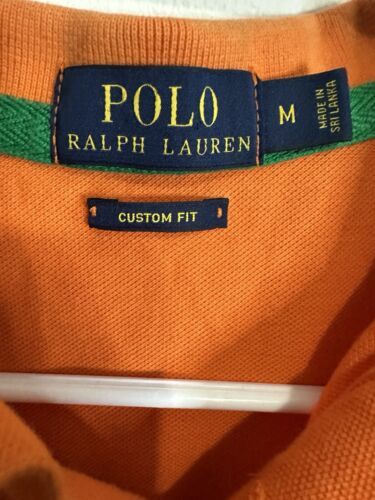 POLO
RALPH LAUREN
M
MADE IN
SRI LANKA
CUSTOM FIT